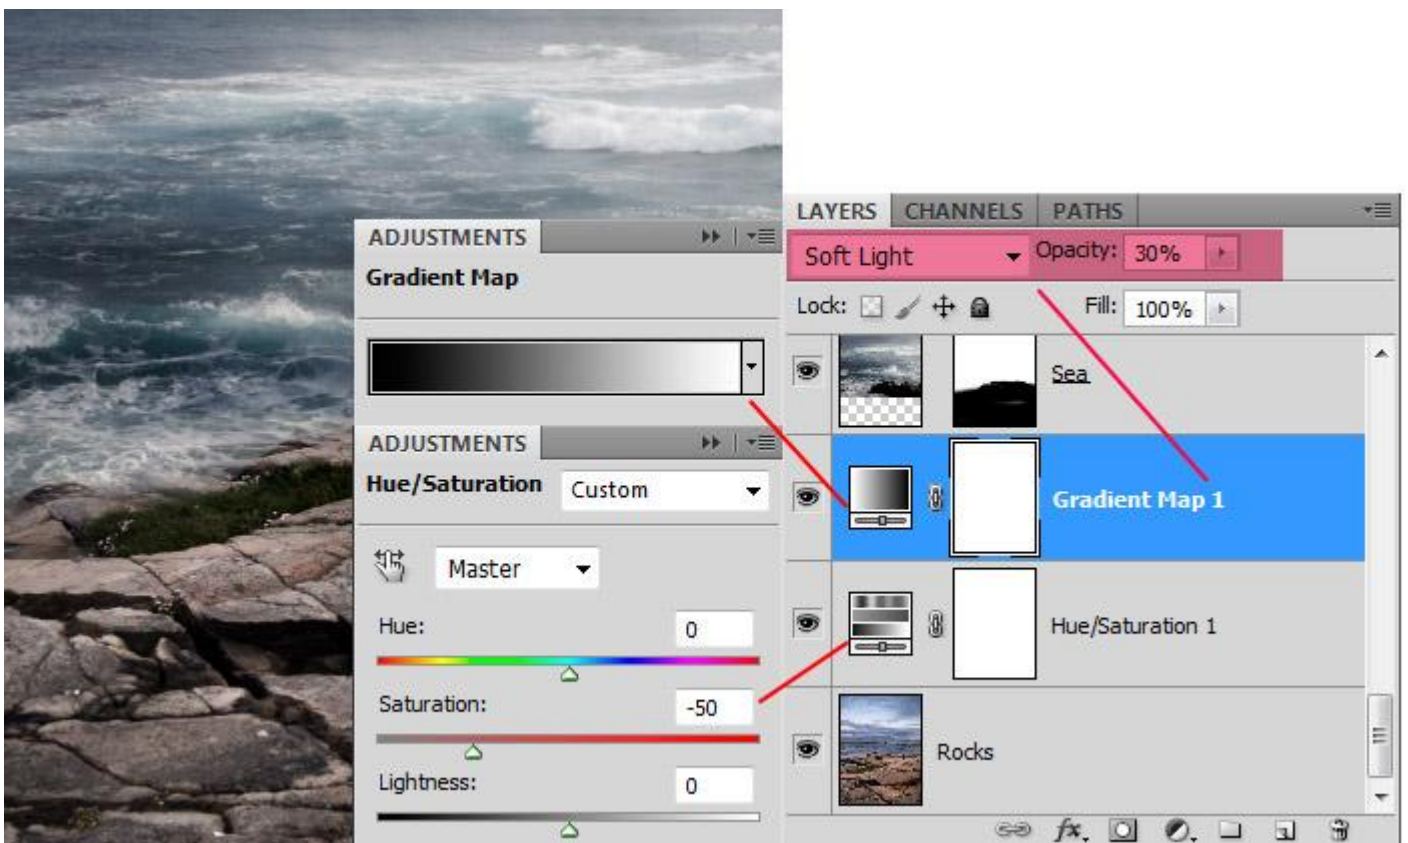 LAYERS CHANNELS PATHS
ADJUSTMENTS
Soft Light Opacity: 30%
Gradient Map
Lock: Fill: 100%
Sea
ADJUSTMENTS
Hue/Saturation Custom
Gradient Map 1
Master
Hue: 0
Hue/Saturation 1
Saturation: -50
Rocks
Lightness: 0
fx.